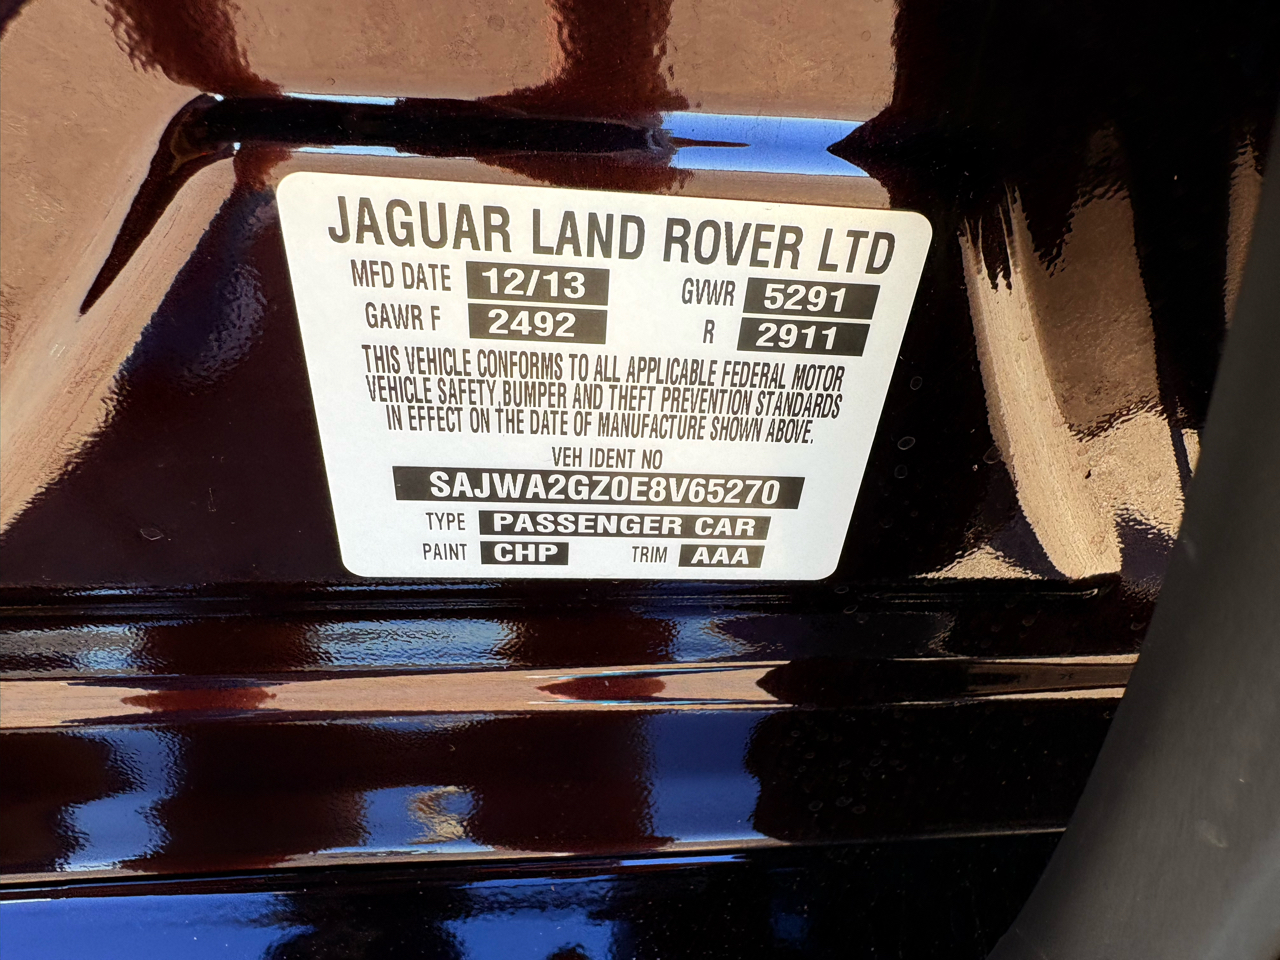 JAGUAR LAND ROVER LTD
MFD DATE 12/13 GVWR 5291
GAWR F 2492 R 2911
THIS VEHICLE CONFORMS TO ALL APPLICABLE FEDERAL MOTOR
VEHICLE SAFETY, BUMPER AND THEFT PREVENTION STANDARDS
IN EFFECT ON THE DATE OF MANUFACTURE SHOWN ABOVE.
VEH IDENT NO
SAJWA2GZ0E8V65270
TYPE PASSENGER CAR
PAINT CHP TRIM AAA